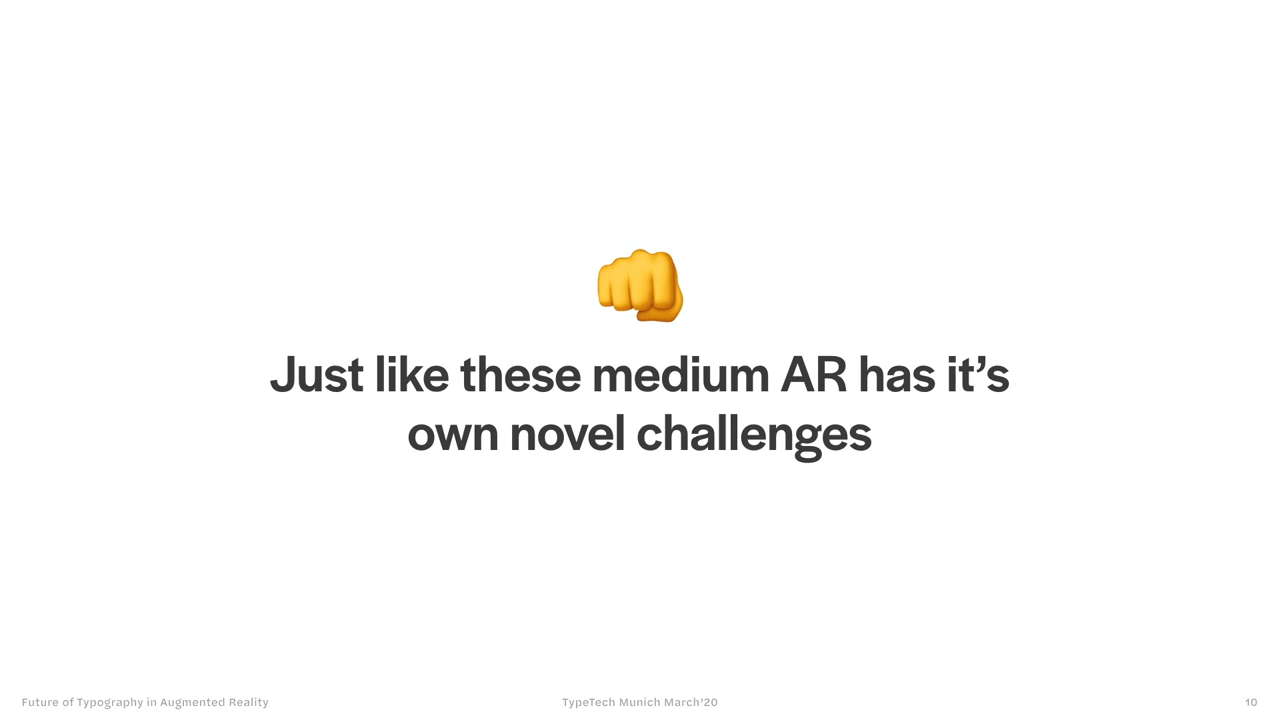 Just like these medium AR has it’s
own novel challenges
Future of Typography in Augmented Reality
TypeTech Munich March'20
10